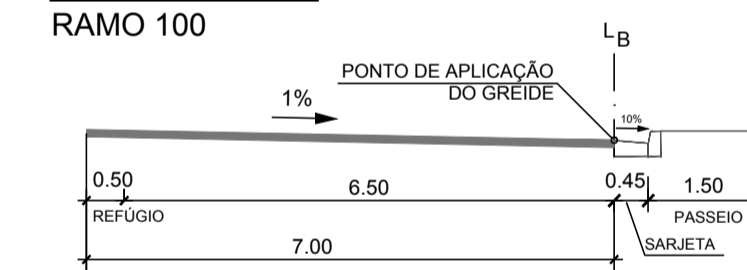 RAMO 100
L
B
PONTO DE APLICAÇÃO
DO GREIDE
1%
10%
0.50
6.50
0.45
1.50
REFÚGIO
PASSEIO
7.00
SARJETA